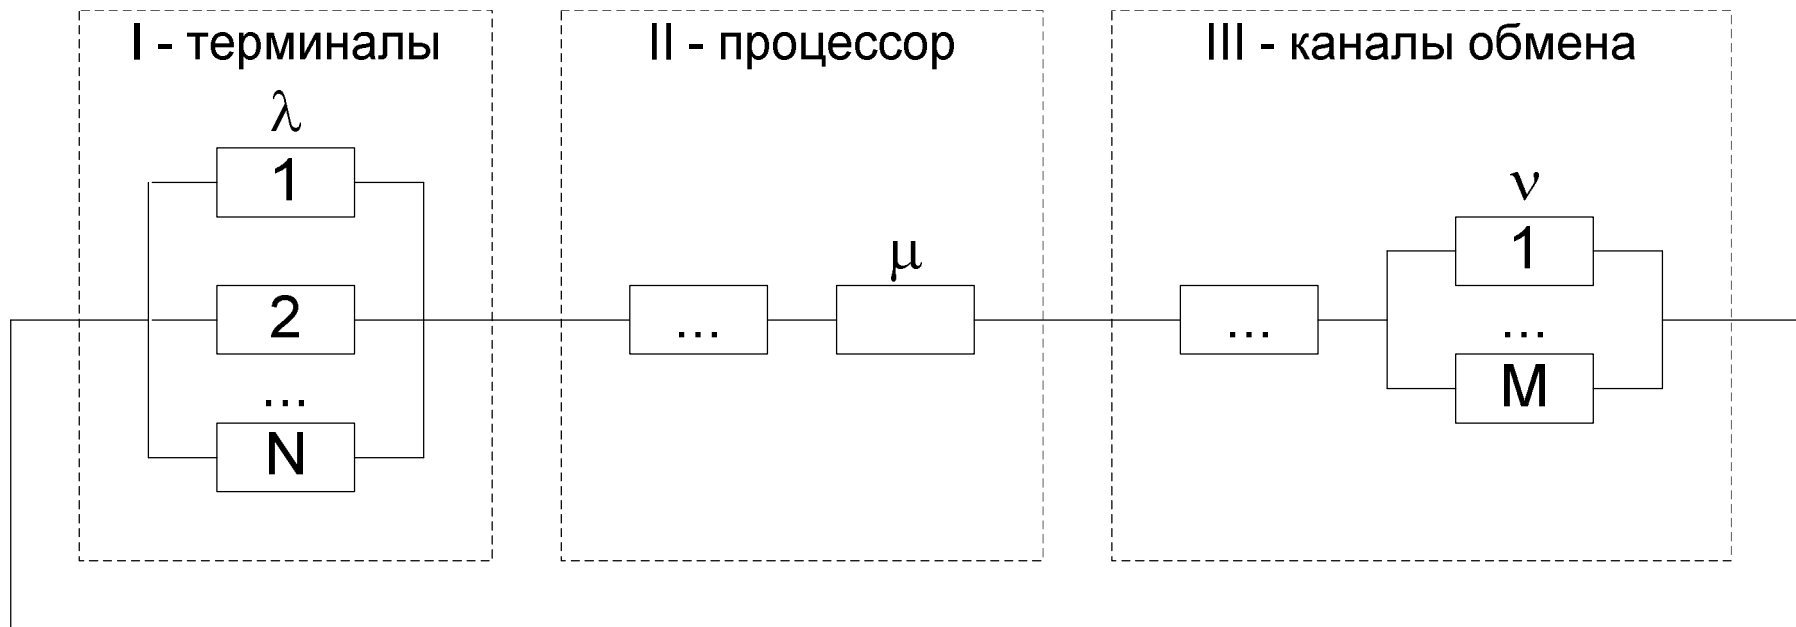 I - терминалы
λ
1
2
...
N
II - процессор
μ
...
III - каналы обмена
...
ν
1
...
M